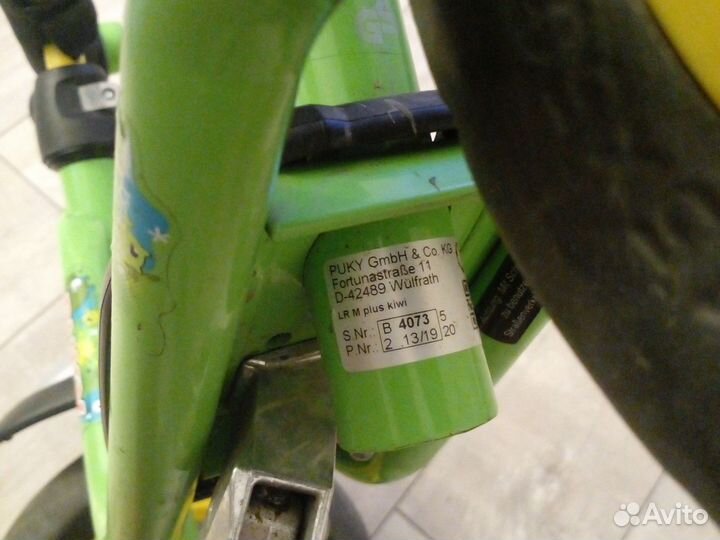 PUKY GmbH & Co. KG
Fortunastraße 11
D-42489 Wülfrath
LR M plus kiwi
S.Nr.: B 4073 5
P.Nr.: 2 .13/19 20
Avito